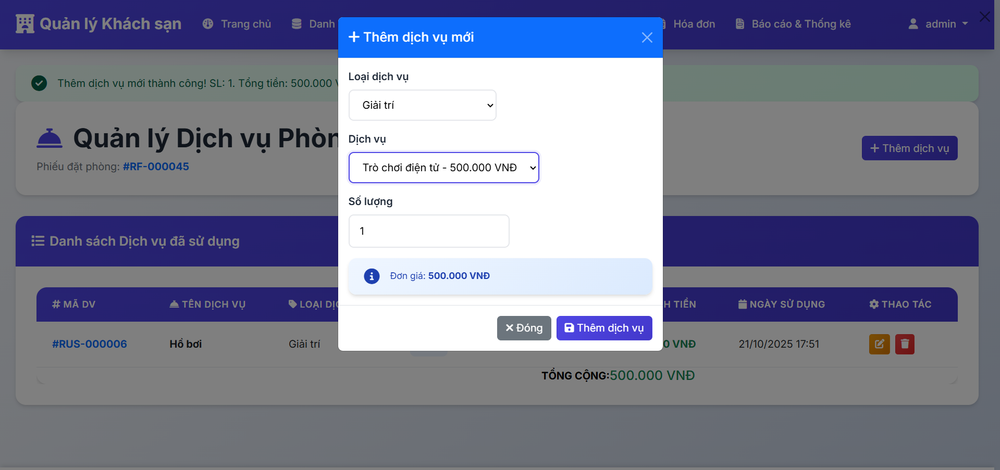 Quản lý Khách sạn
Trang chủ
Danh
Hóa đơn
Báo cáo & Thống kê
admin
Thêm dịch vụ mới thành công! SL: 1. Tổng tiền: 500.000
Quản lý Dịch vụ Phòn
Phiếu đặt phòng: #RF-000045
+ Thêm dịch vụ
Danh sách Dịch vụ đã sử dụng
# MÃ DV
TÊN DỊCH VỤ
LOẠI DỊC
H TIỀN
NGÀY SỬ DỤNG
THAO TÁC
#RUS-000006
Hồ bơi
Giải trí
0 VNĐ
21/10/2025 17:51
TỔNG CỘNG:500.000 VNĐ
+ Thêm dịch vụ mới
Loại dịch vụ
Giải trí
Dịch vụ
Trò chơi điện tử - 500.000 VNĐ
Số lượng
1
Đơn giá: 500.000 VNĐ
Đóng
Thêm dịch vụ